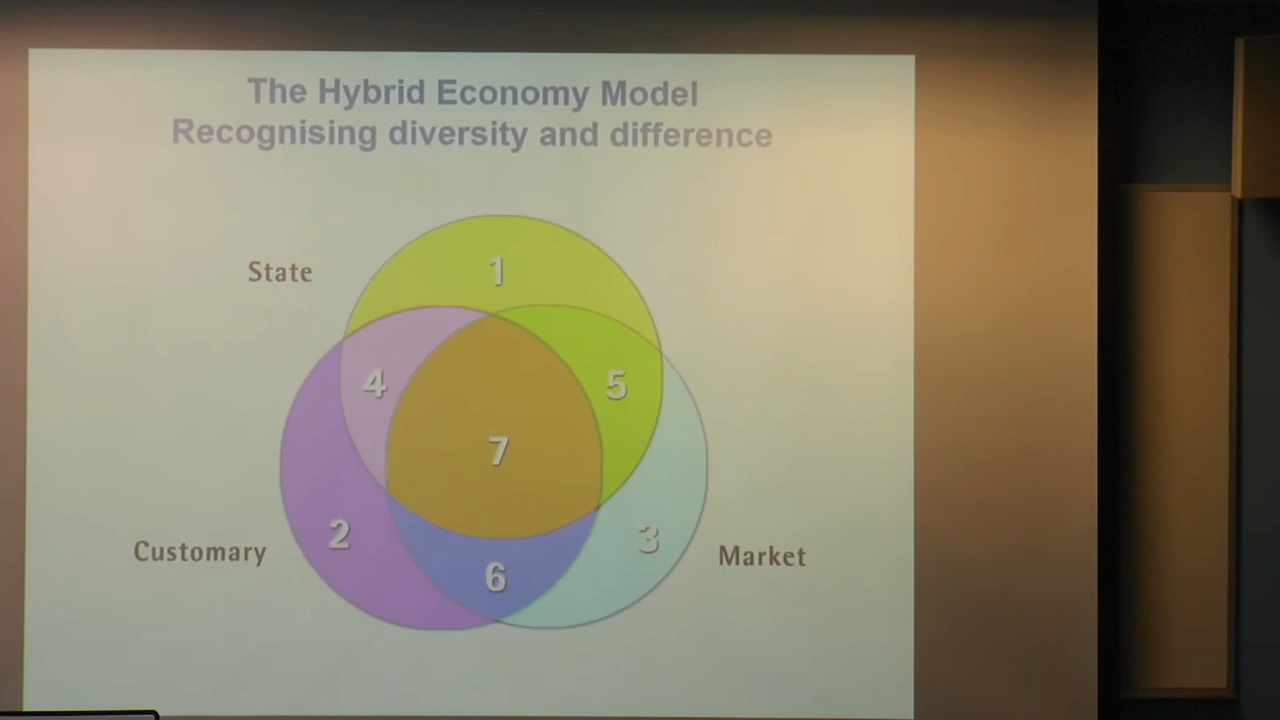 The Hybrid Economy Model
Recognising diversity and difference
State
1
4
5
7
2
3
Customary
Market
6